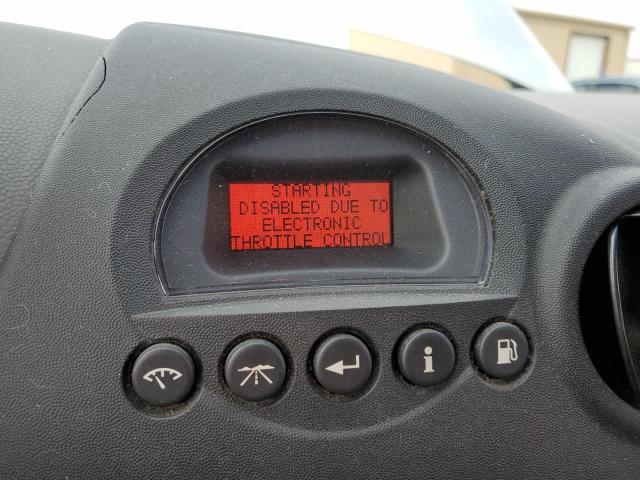 STARTING
DISABLED DUE TO
ELECTRONIC
THROTTLE CONTROL
i